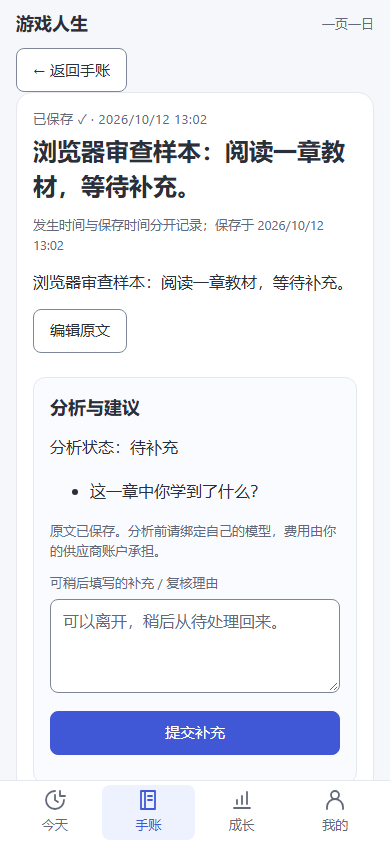 游戏人生
一页一日
← 返回手账
已保存 ✓ · 2026/10/12 13:02
浏览器审查样本：阅读一章教
材，等待补充。
发生时间与保存时间分开记录；保存于 2026/10/12
13:02
浏览器审查样本：阅读一章教材，等待补充。
编辑原文
分析与建议
分析状态：待补充
• 这一章中你学到了什么？
原文已保存。分析前请绑定自己的模型，费用由你
的供应商账户承担。
可稍后填写的补充 / 复核理由
可以离开，稍后从待处理回来。
提交补充
今天
手账
成长
我的